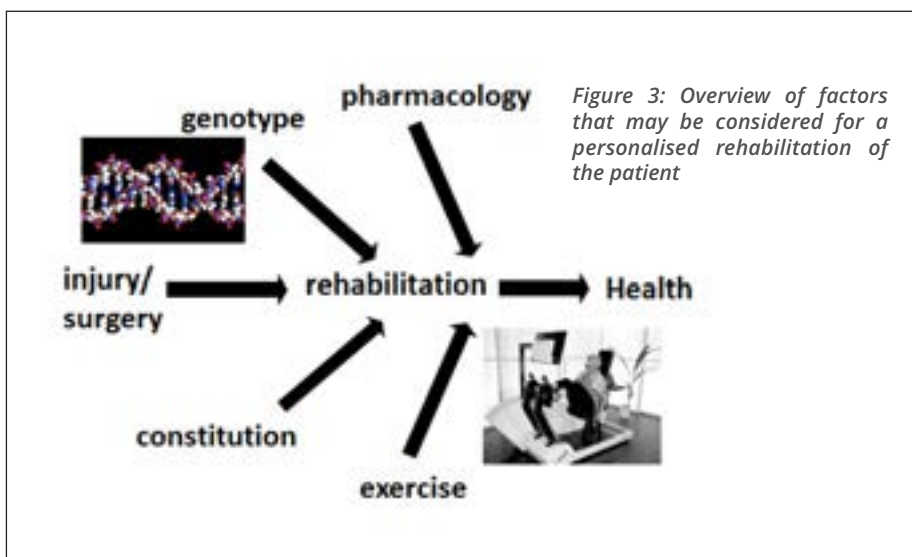 pharmacology
genotype
Figure 3: Overview of factors
that may be considered for a
personalised rehabilitation of
the patient
injury/
surgery
rehabilitation
Health
constitution
exercise